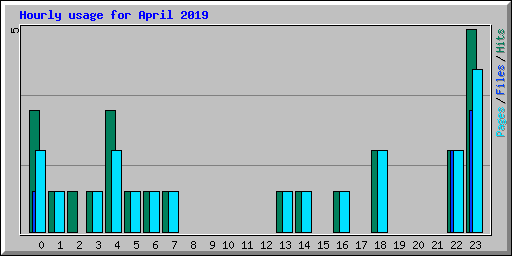 Hourly usage for April 2019
5
Pages/Files/Hits
0 1 2 3 4 5 6 7 8 9 10 11 12 13 14 15 16 17 18 19 20 21 22 23